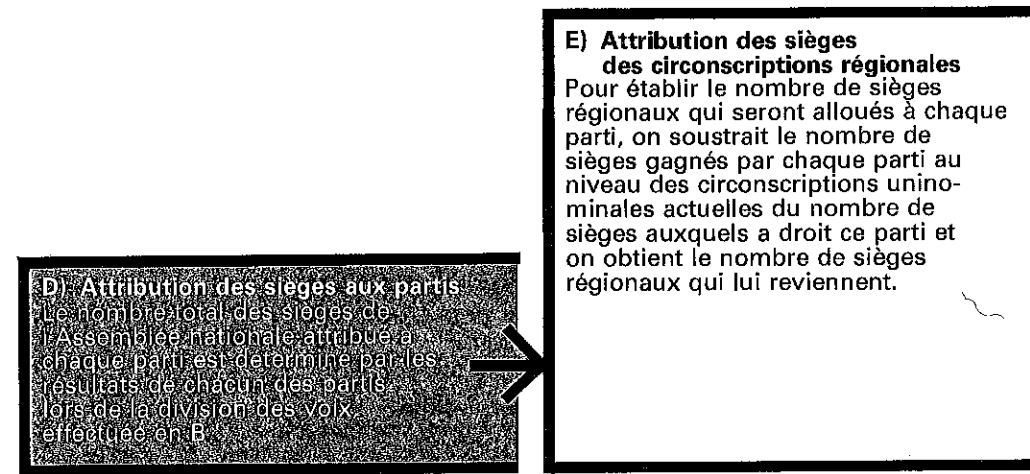 D) Attribution des sièges aux partis
Le nombre total des sièges de
l'Assemblée nationale attribué à
chaque parti est déterminé par les
résultats de chacun des partis
lors de la division des voix
effectuée en B
E) Attribution des sièges
des circonscriptions régionales
Pour établir le nombre de sièges
régionaux qui seront alloués à chaque
parti, on soustrait le nombre de
sièges gagnés par chaque parti au
niveau des circonscriptions unino-
minales actuelles du nombre de
sièges auxquels a droit ce parti et
on obtient le nombre de sièges
régionaux qui lui reviennent.